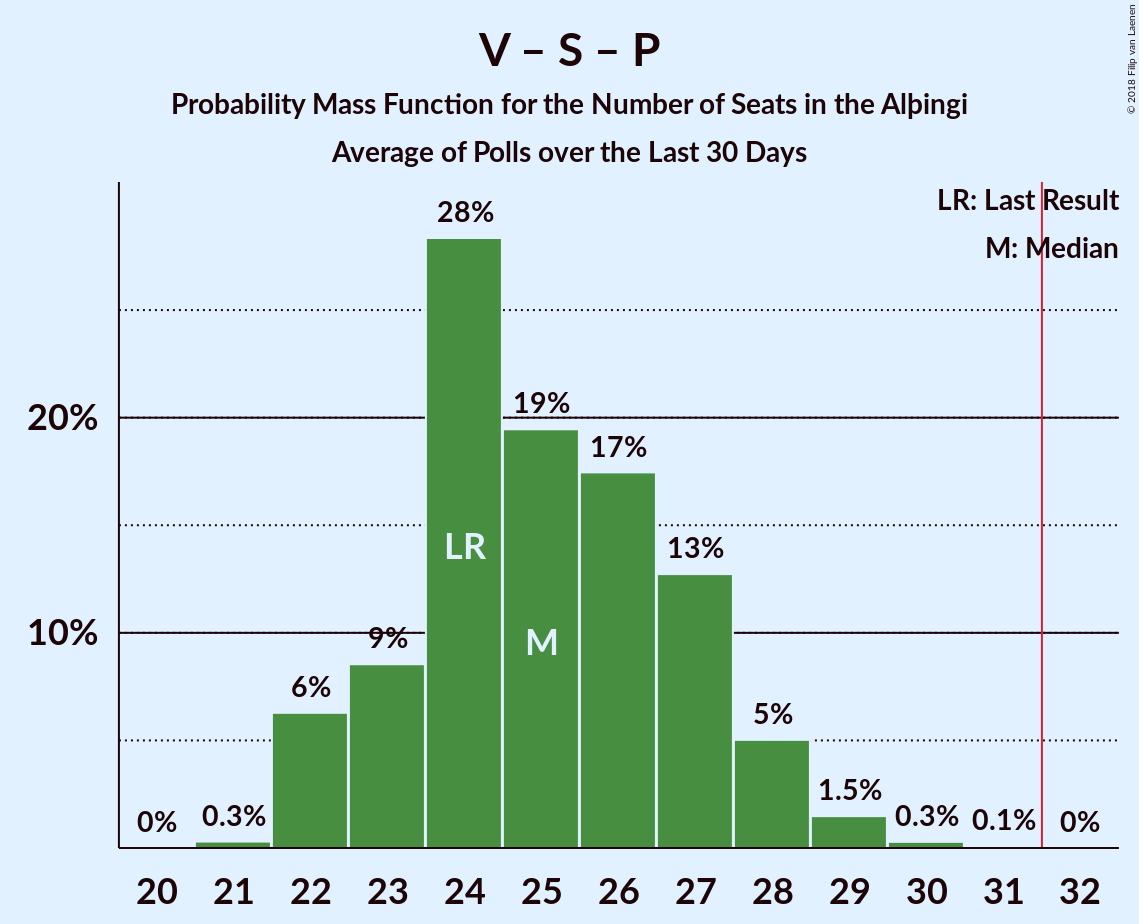 V – S – P
Probability Mass Function for the Number of Seats in the Alþingi
Average of Polls over the Last 30 Days
© 2018 Filip van Laenen
LR: Last Result
M: Median
28%
19%
20%
17%
LR
13%
M
10%
9%
6%
5%
1.5%
0% 0.3% 0.3% 0.1% 0%
20 21 22 23 24 25 26 27 28 29 30 31 32